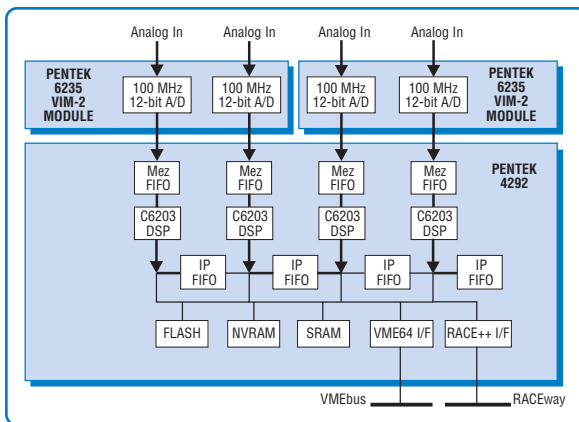 Analog In
Analog In
Analog In
Analog In
PENTEK
6235
VIM-2
MODULE
100 MHz
12-bit A/D
100 MHz
12-bit A/D
100 MHz
12-bit A/D
100 MHz
12-bit A/D
PENTEK
6235
VIM-2
MODULE
Mez
FIFO
Mez
FIFO
Mez
FIFO
Mez
FIFO
PENTEK
4292
C6203
DSP
C6203
DSP
C6203
DSP
C6203
DSP
IP
FIFO
IP
FIFO
IP
FIFO
IP
FIFO
FLASH
NVRAM
SRAM
VME64 I/F
RACE++ I/F
VMEbus
RACEway